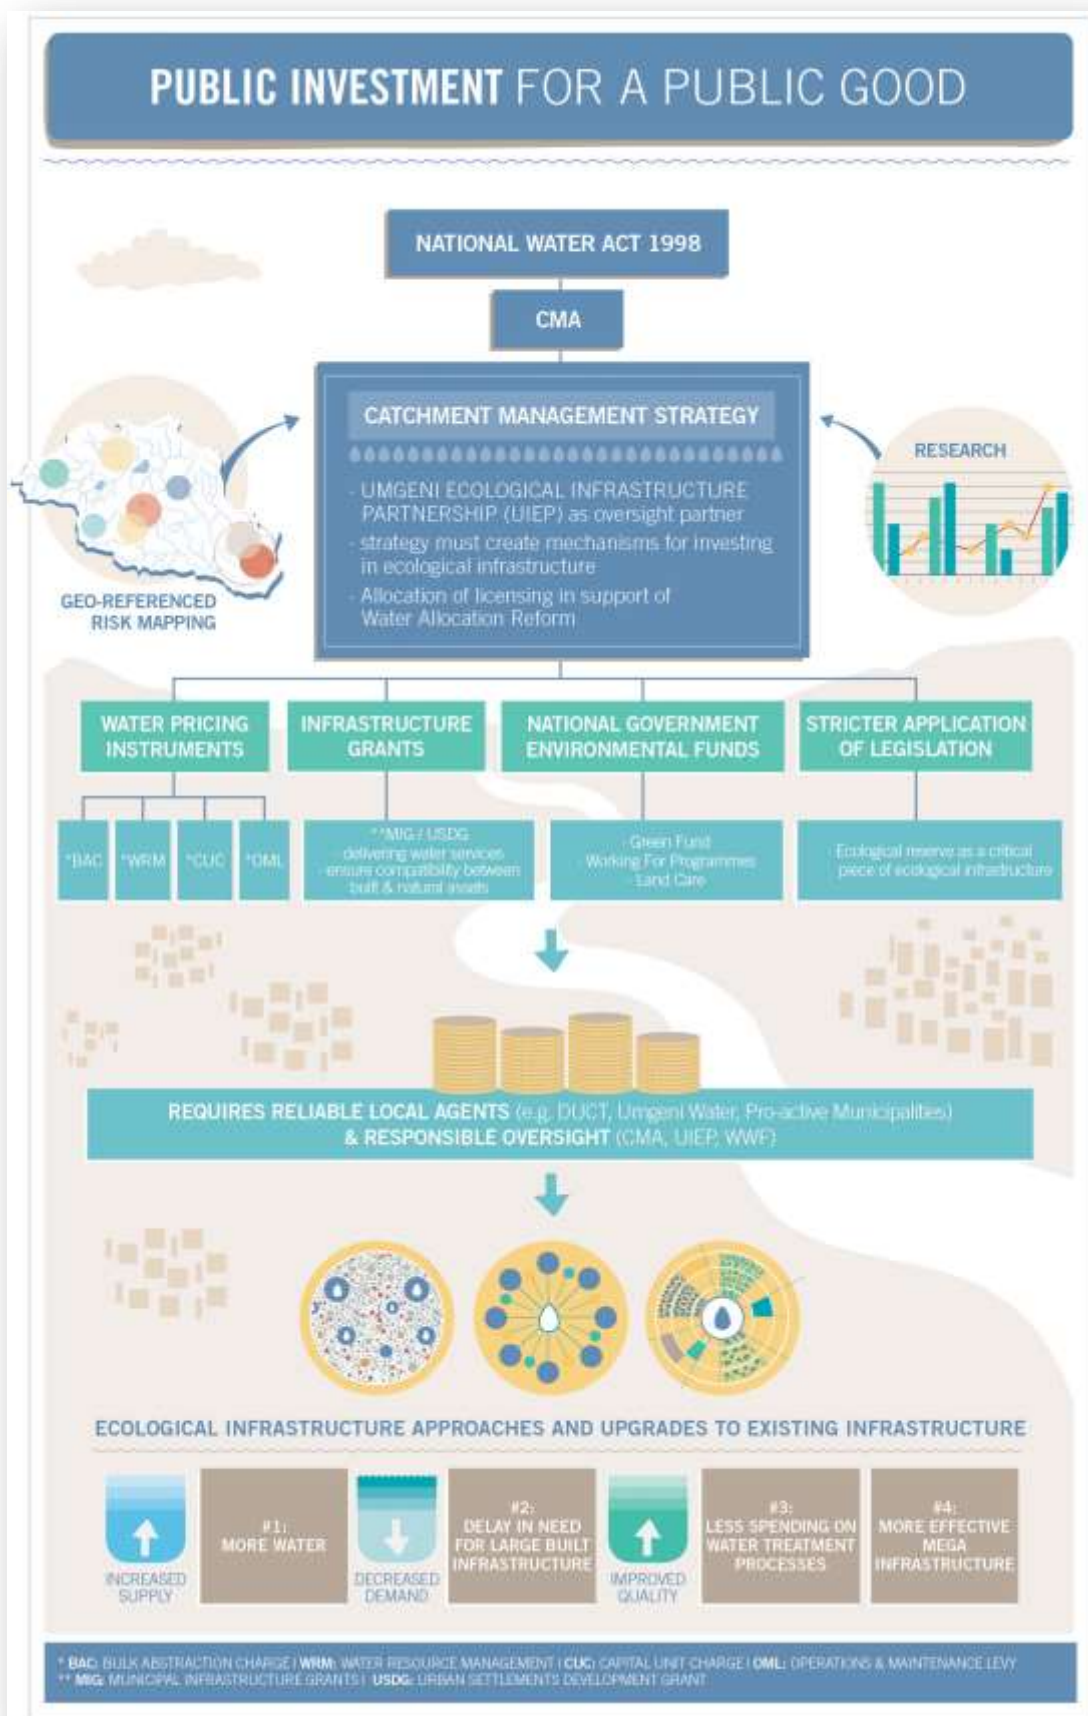 PUBLIC INVESTMENT FOR A PUBLIC GOOD
NATIONAL WATER ACT 1998
CMA
CATCHMENT MANAGEMENT STRATEGY
- UMGENI ECOLOGICAL INFRASTRUCTURE
PARTNERSHIP (UIEP) as oversight partner
- strategy must create mechanisms for investing
in ecological infrastructure
- Allocation of licensing in support of
Water Allocation Reform
GEO-REFERENCED
RISK MAPPING
RESEARCH
WATER PRICING
INSTRUMENTS
INFRASTRUCTURE
GRANTS
NATIONAL GOVERNMENT
ENVIRONMENTAL FUNDS
STRICTER APPLICATION
OF LEGISLATION
*BAC
*WRM
*CUC
*OML
**MIG / USDG
- delivering water services
- ensure compatibility between
built & natural assets
- Green Fund
- Working For Programmes
- Land Care
- Ecological reserve as a critical
piece of ecological infrastructure
REQUIRES RELIABLE LOCAL AGENTS (e.g. DUCT, Umgeni Water, Pro-active Municipalities)
& RESPONSIBLE OVERSIGHT (CMA, UIEP, WWF)
ECOLOGICAL INFRASTRUCTURE APPROACHES AND UPGRADES TO EXISTING INFRASTRUCTURE
INCREASED
SUPPLY
#1:
MORE WATER
DECREASED
DEMAND
#2:
DELAY IN NEED
FOR LARGE BUILT
INFRASTRUCTURE
IMPROVED
QUALITY
#3:
LESS SPENDING ON
WATER TREATMENT
PROCESSES
#4:
MORE EFFECTIVE
MEGA
INFRASTRUCTURE
* BAC: BULK ABSTRACTION CHARGE | WRM: WATER RESOURCE MANAGEMENT | CUC: CAPITAL UNIT CHARGE | OML: OPERATIONS & MAINTENANCE LEVY
** MIG: MUNICIPAL INFRASTRUCTURE GRANTS | USDG: URBAN SETTLEMENTS DEVELOPMENT GRANT